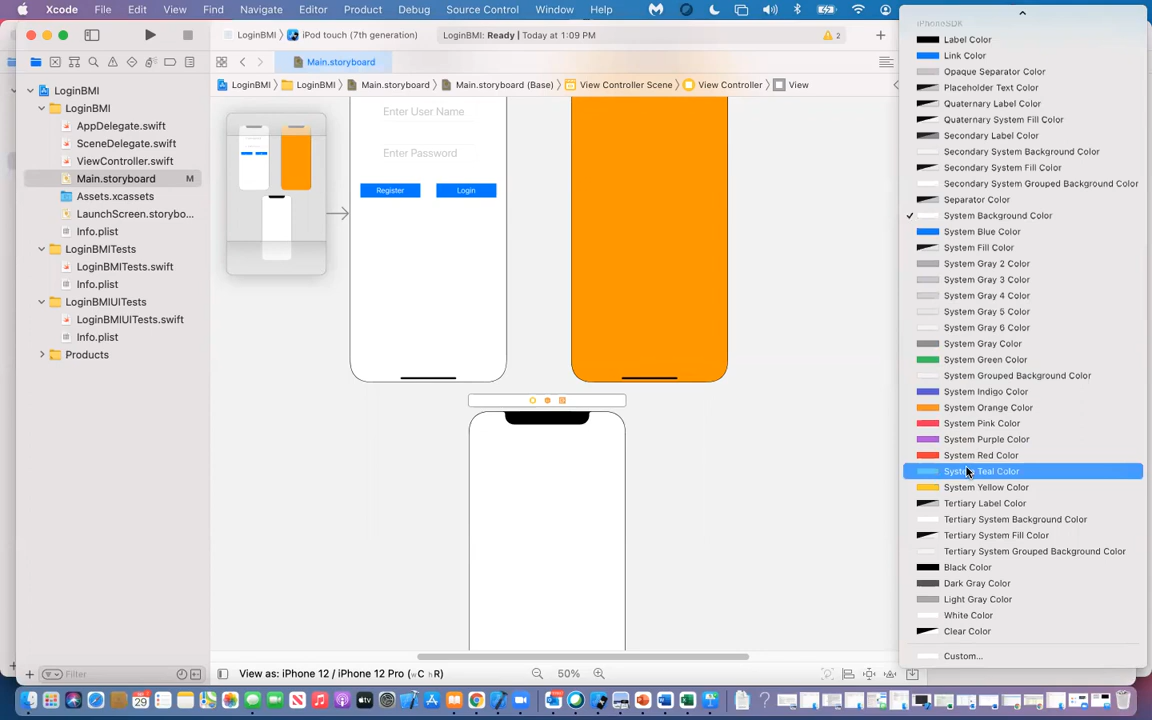 Xcode File Edit View Find Navigate Editor Product Debug Source Control Window Help
LoginBMI iPod touch (7th generation) LoginBMI: Ready | Today at 1:09 PM 2
Main.storyboard
LoginBMI LoginBMI Main.storyboard Main.storyboard (Base) View Controller Scene View Controller View
LoginBMI
LoginBMI
AppDelegate.swift
SceneDelegate.swift
ViewController.swift
Main.storyboard M
Assets.xcassets
LaunchScreen.storybo...
Info.plist
LoginBMITests
LoginBMITests.swift
Info.plist
LoginBMIUITests
LoginBMIUITests.swift
Info.plist
Products
Filter
Enter User Name
Enter Password
Register Login
View as: iPhone 12 / iPhone 12 Pro (wC hR) 50%
iPhoneSDK
Label Color
Link Color
Opaque Separator Color
Placeholder Text Color
Quaternary Label Color
Quaternary System Fill Color
Secondary Label Color
Secondary System Background Color
Secondary System Fill Color
Secondary System Grouped Background Color
Separator Color
System Background Color
System Blue Color
System Fill Color
System Gray 2 Color
System Gray 3 Color
System Gray 4 Color
System Gray 5 Color
System Gray 6 Color
System Gray Color
System Green Color
System Grouped Background Color
System Indigo Color
System Orange Color
System Pink Color
System Purple Color
System Red Color
System Teal Color
System Yellow Color
Tertiary Label Color
Tertiary System Background Color
Tertiary System Fill Color
Tertiary System Grouped Background Color
Black Color
Dark Gray Color
Light Gray Color
White Color
Clear Color
Custom...
29